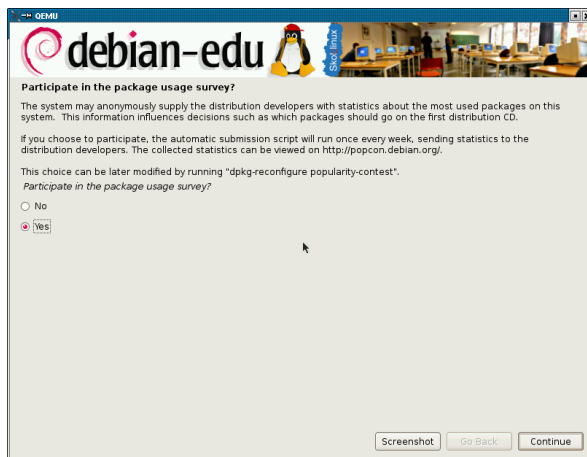 QEMU
debian-edu
Skolelinux
Participate in the package usage survey?
The system may anonymously supply the distribution developers with statistics about the most used packages on this
system.  This information influences decisions such as which packages should go on the first distribution CD.
If you choose to participate, the automatic submission script will run once every week, sending statistics to the
distribution developers. The collected statistics can be viewed on http://popcon.debian.org/.
This choice can be later modified by running "dpkg-reconfigure popularity-contest".
Participate in the package usage survey?
No
Yes
Screenshot
Go Back
Continue